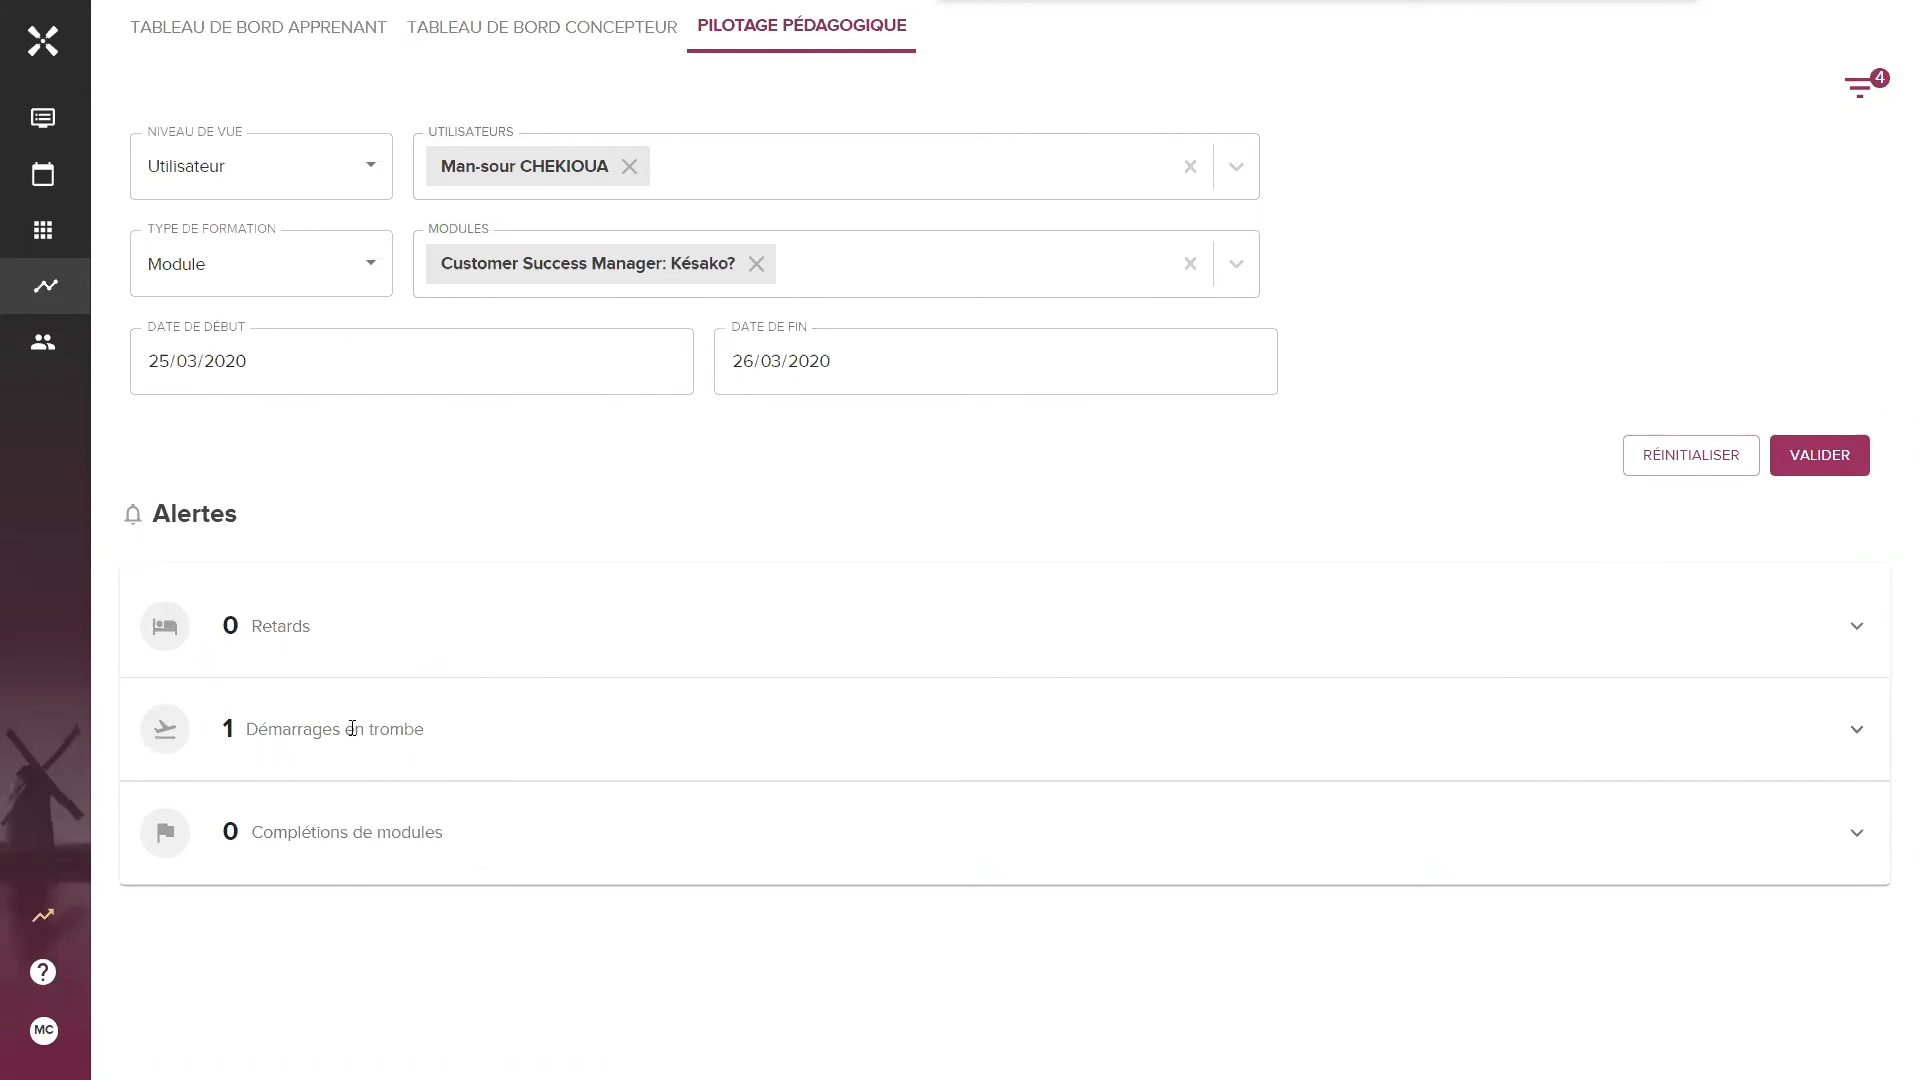 TABLEAU DE BORD APPRENANT TABLEAU DE BORD CONCEPTEUR PILOTAGE PÉDAGOGIQUE
4
NIVEAU DE VUE UTILISATEURS
Utilisateur Man-sour CHEKIOUA
TYPE DE FORMATION MODULES
Module Customer Success Manager: Késako?
DATE DE DÉBUT DATE DE FIN
25/03/2020 26/03/2020
RÉINITIALISER VALIDER
Alertes
0 Retards
1 Démarrages en trombe
0 Complétions de modules
?
MC